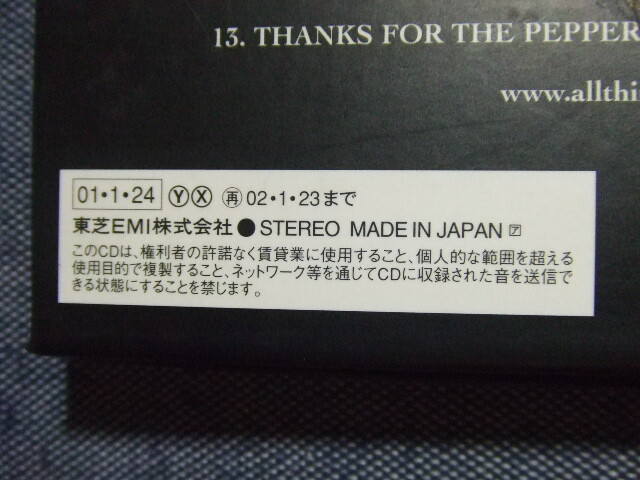 13. THANKS FOR THE PEPPER
www.allthi
01・1・24 Ⓨ Ⓧ ㊢ 02・1・23まで
東芝EMI株式会社●STEREO MADE IN JAPAN ア
このCDは、権利者の許諾なく賃貸業に使用すること、個人的な範囲を超える
使用目的で複製すること、ネットワーク等を通じてCDに収録された音を送信で
きる状態にすることを禁じます。